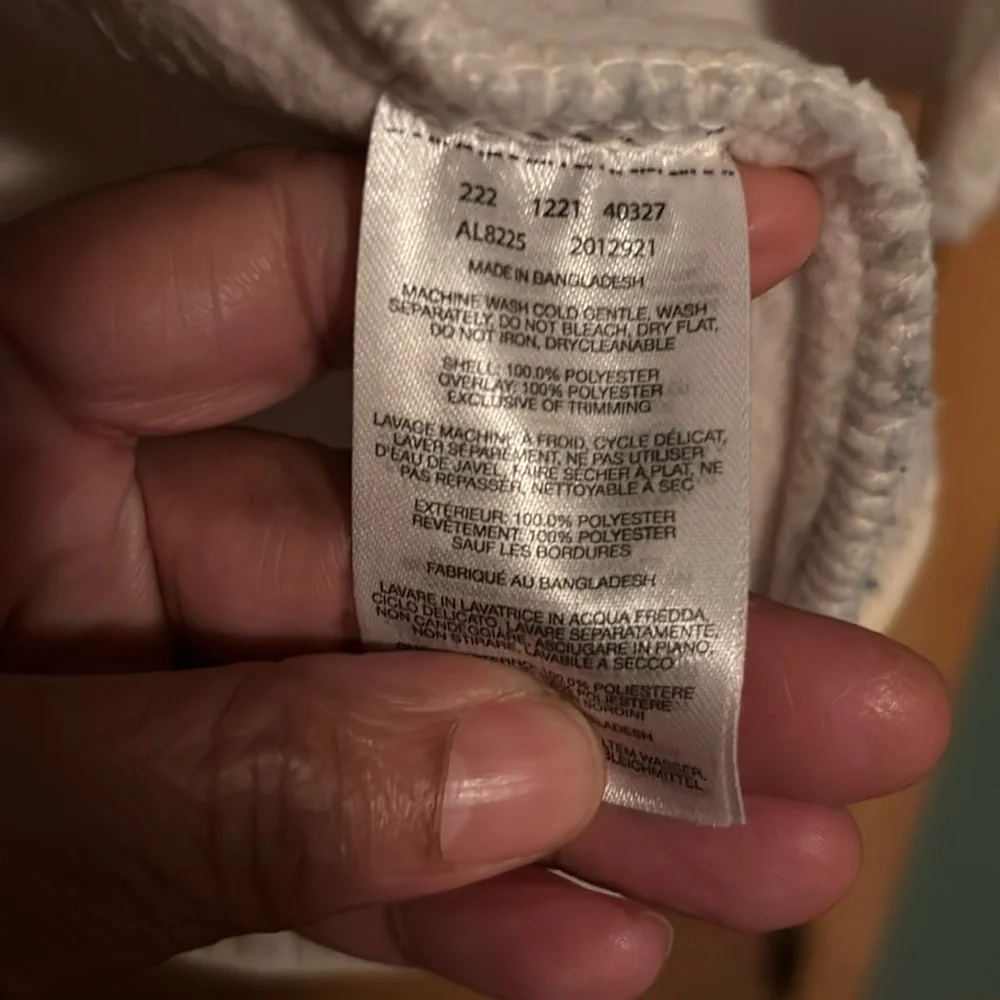 222 1221 40327
AL8225 2012921
MADE IN BANGLADESH
MACHINE WASH COLD GENTLE, WASH
SEPARATELY, DO NOT BLEACH, DRY FLAT,
DO NOT IRON, DRYCLEANABLE
SHELL: 100.0% POLYESTER
OVERLAY: 100% POLYESTER
EXCLUSIVE OF TRIMMING
LAVAGE MACHINE À FROID, CYCLE DÉLICAT,
LAVER SÉPARÉMENT, NE PAS UTILISER
D'EAU DE JAVEL, FAIRE SÉCHER À PLAT, NE
PAS REPASSER, NETTOYABLE À SEC
EXTÉRIEUR: 100.0% POLYESTER
REVÊTEMENT: 100% POLYESTER
SAUF LES BORDURES
FABRIQUÉ AU BANGLADESH
LAVARE IN LAVATRICE IN ACQUA FREDDA,
CICLO DELICATO, LAVARE SEPARATAMENTE,
NON CANDEGGIARE, ASCIUGARE IN PIANO,
NON STIRARE, LAVABILE A SECCO
100.0% POLIESTERE
POLIESTERE
WASSER,